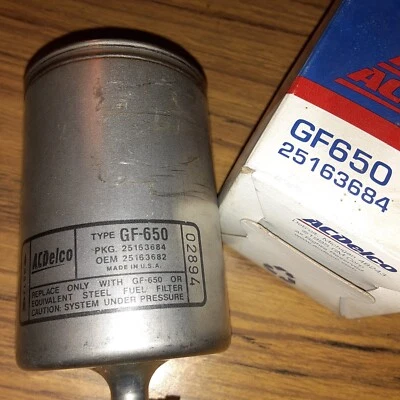 ACDelco
TYPE GF-650
PKG. 25163684
OEM 25163682
MADE IN U.S.A.
02894
REPLACE ONLY WITH GF-650 OR
EQUIVALENT STEEL FUEL FILTER
CAUTION: SYSTEM UNDER PRESSURE
GF650
25163684
ACDelco